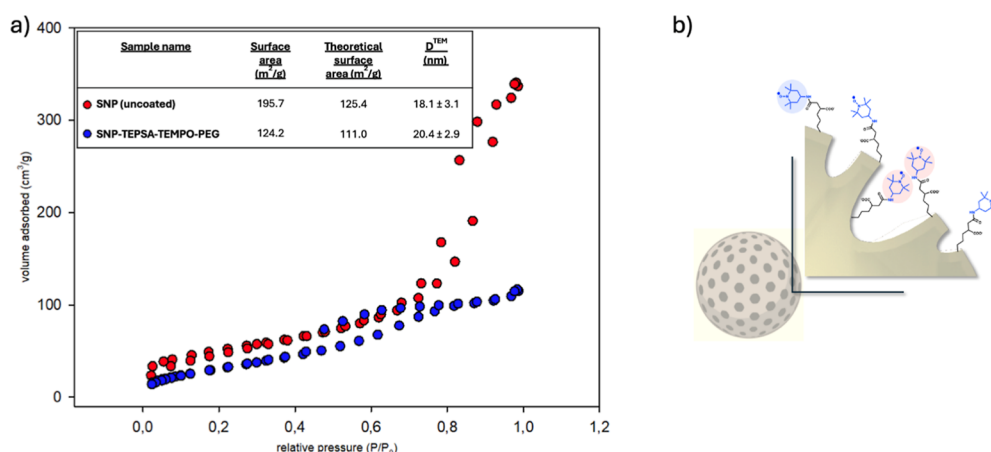 a)
b)
400
300
200
100
0
volume adsorbed (cm³/g)
Sample name Surface area (m²/g) Theoretical surface area (m²/g) D^TEM (nm)
SNP (uncoated) 195.7 125.4 18.1 ± 3.1
SNP-TEPSA-TEMPO-PEG 124.2 111.0 20.4 ± 2.9
0,0 0,2 0,4 0,6 0,8 1,0 1,2
relative pressure (P/P₀)